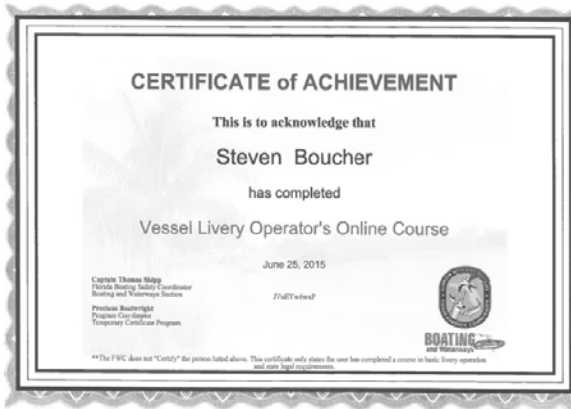 CERTIFICATE of ACHIEVEMENT
This is to acknowledge that
Steven Boucher
has completed
Vessel Livery Operator's Online Course
June 25, 2015
Captain Thomas Shipp
Florida Boating Safety Coordinator
Boating and Waterways Section
Precious Boatwright
Program Coordinator
Temporary Certificate Program
BOATING
and Waterways
**The FWC does not "Certify" the person listed above. This certificate only states the user has completed a course in basic livery operation
and state legal requirements.